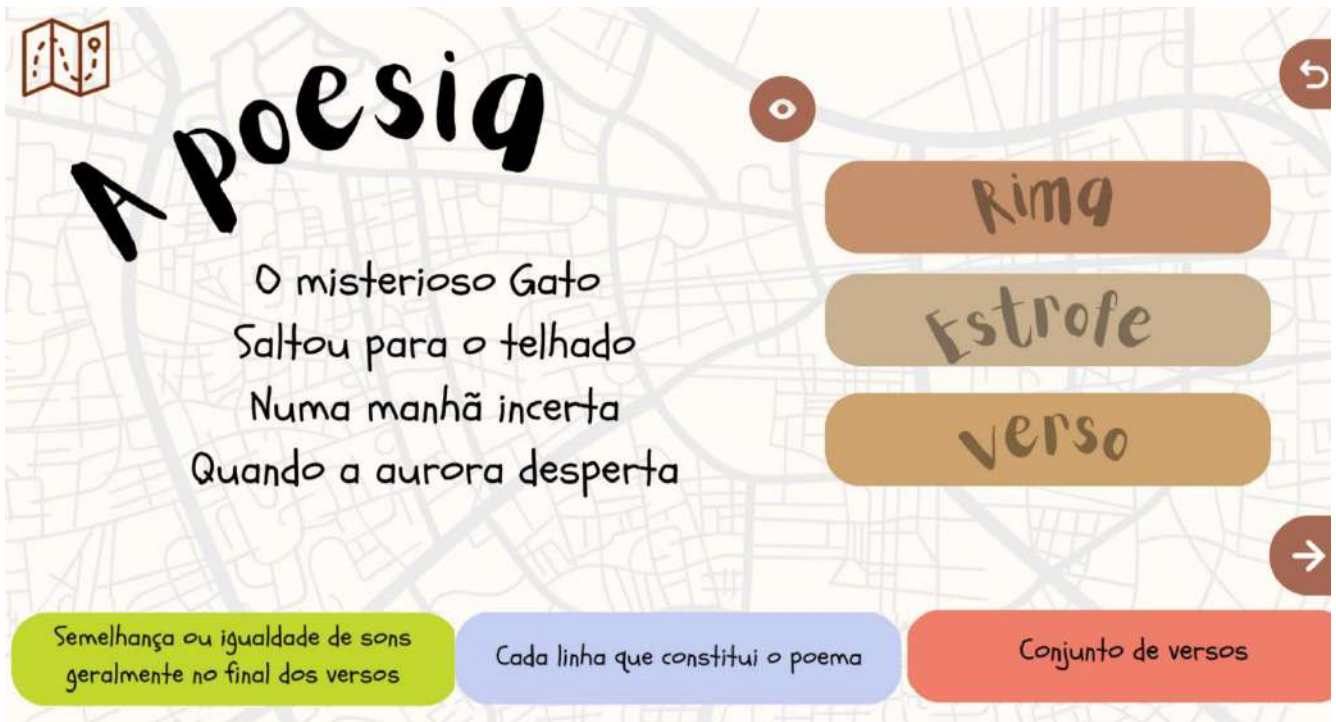 A poesia
O misterioso Gato
Saltou para o telhado
Numa manhã incerta
Quando a aurora desperta
Rima
Estrofe
Verso
Semelhança ou igualdade de sons
geralmente no final dos versos
Cada linha que constitui o poema
Conjunto de versos